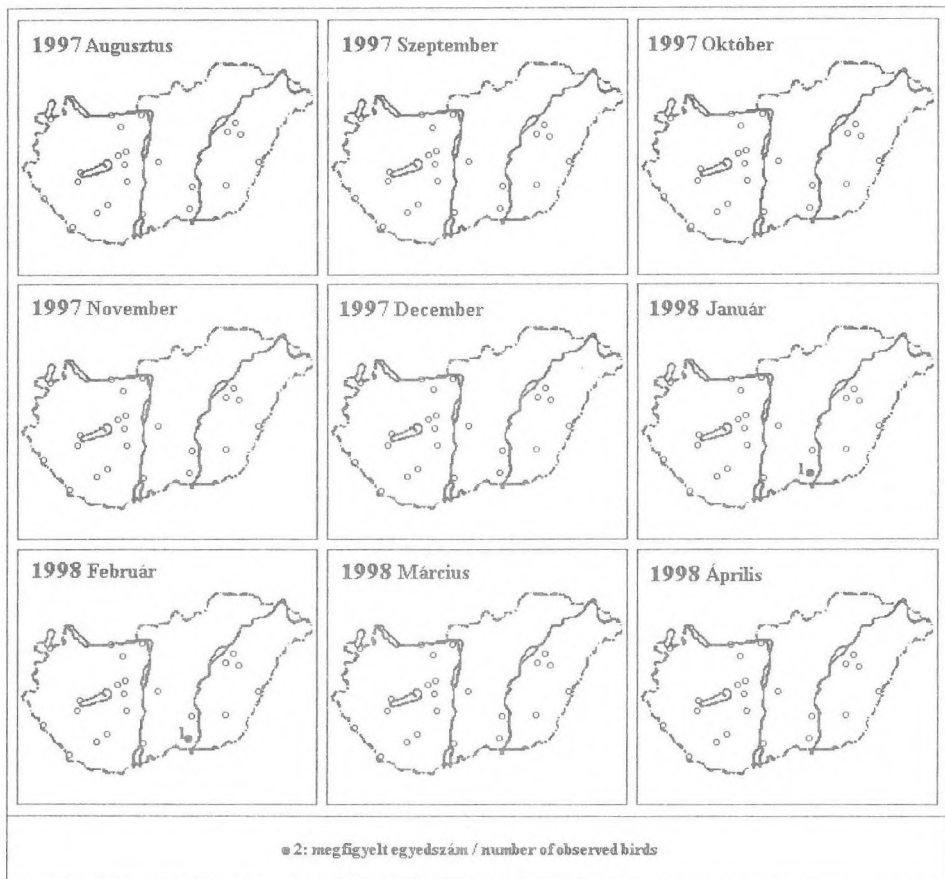 1997 Augusztus
1997 Szeptember
1997 Október
1997 November
1997 December
1998 Január
1
1998 Február
1
1998 Március
1998 Április
● 2: megfigyelt egyedszám / number of observed birds